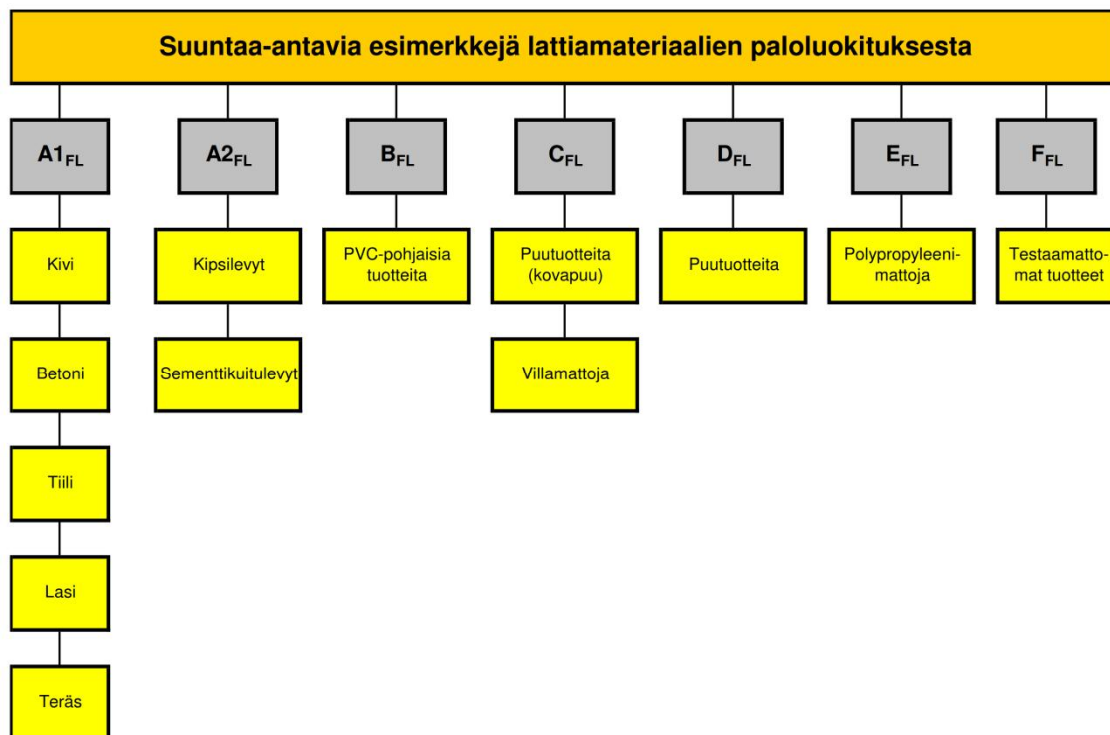 Suuntaa-antavia esimerkkejä lattiamateriaalien paloluokituksesta
A1FL
A2FL
BFL
CFL
DFL
EFL
FFL
Kivi
Kipsilevyt
PVC-pohjaisia
tuotteita
Puutuotteita
(kovapuu)
Puutuotteita
Polypropyleeni-
mattoja
Testaamatto-
mat tuotteet
Betoni
Sementtikuitulevyt
Villamattoja
Tiili
Lasi
Teräs